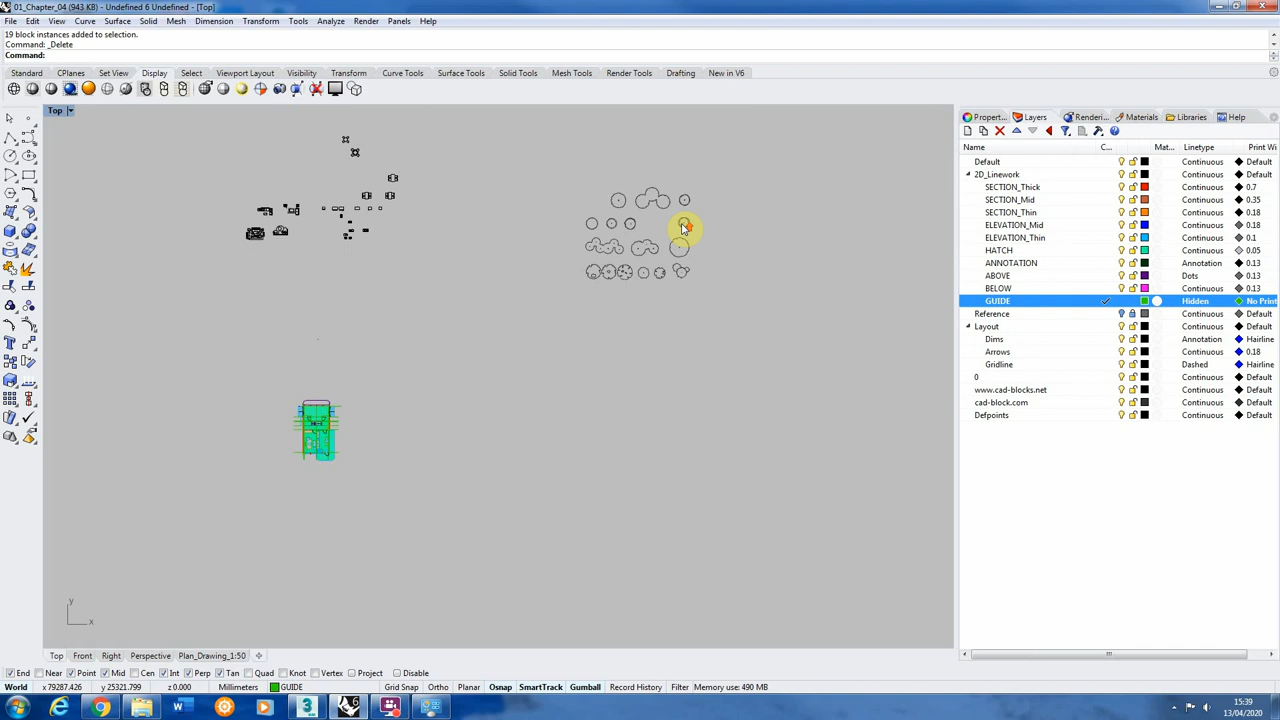 01_Chapter_04 (943 KB) - Undefined 6 Undefined - [Top]
File Edit View Curve Surface Solid Mesh Dimension Transform Tools Analyze Render Panels Help
19 block instances added to selection.
Command: _Delete
Command:
Standard CPlanes Set View Display Select Viewport Layout Visibility Transform Curve Tools Surface Tools Solid Tools Mesh Tools Render Tools Drafting New in V6
Top
Propert... Layers Renderi... Materials Libraries Help
Name C... Mat... Linetype Print Wi
Default Continuous Default
2D_Linework Continuous Default
SECTION_Thick Continuous 0.7
SECTION_Mid Continuous 0.35
SECTION_Thin Continuous 0.18
ELEVATION_Mid Continuous 0.18
ELEVATION_Thin Continuous 0.1
HATCH Continuous 0.05
ANNOTATION Annotation 0.13
ABOVE Dots 0.13
BELOW Continuous 0.13
GUIDE Hidden No Print
Reference Continuous Default
Layout Continuous Default
Dims Annotation Hairline
Arrows Continuous 0.18
Gridline Dashed Hairline
0 Continuous Default
www.cad-blocks.net Continuous Default
cad-block.com Continuous Default
Defpoints Continuous Default
y
x
Top Front Right Perspective Plan_Drawing_1:50
End Near Point Mid Cen Int Perp Tan Quad Knot Vertex Project Disable
World x 79287.426 y 25321.799 z 0.000 Millimeters GUIDE Grid Snap Ortho Planar Osnap SmartTrack Gumball Record History Filter Memory use: 490 MB
15:39
13/04/2020